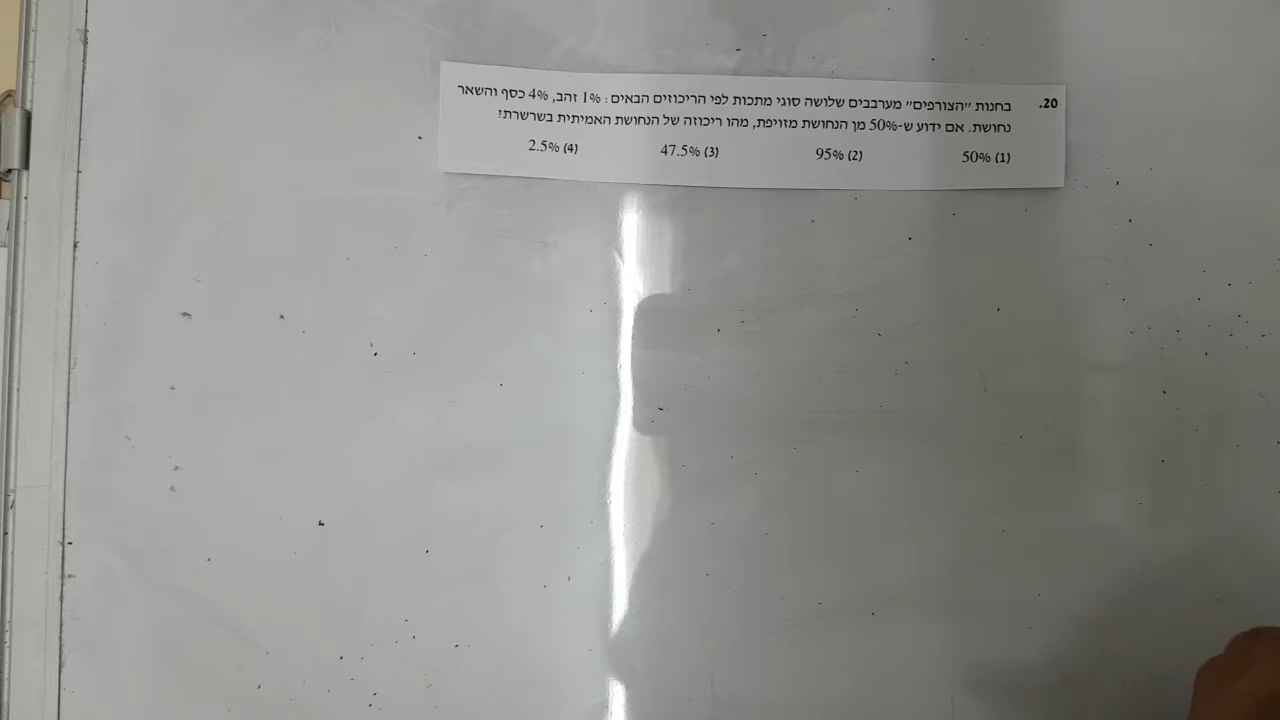 20. בחנות "הצורפים" מערבבים שלושה סוגי מתכות לפי הריכוזים הבאים: 1% זהב, 4% כסף והשאר
נחושת. אם ידוע ש-50% מן הנחושת מזויפת, מהו ריכוזה של הנחושת האמיתית בשרשרת?
(1) 50% (2) 95% (3) 47.5% (4) 2.5%